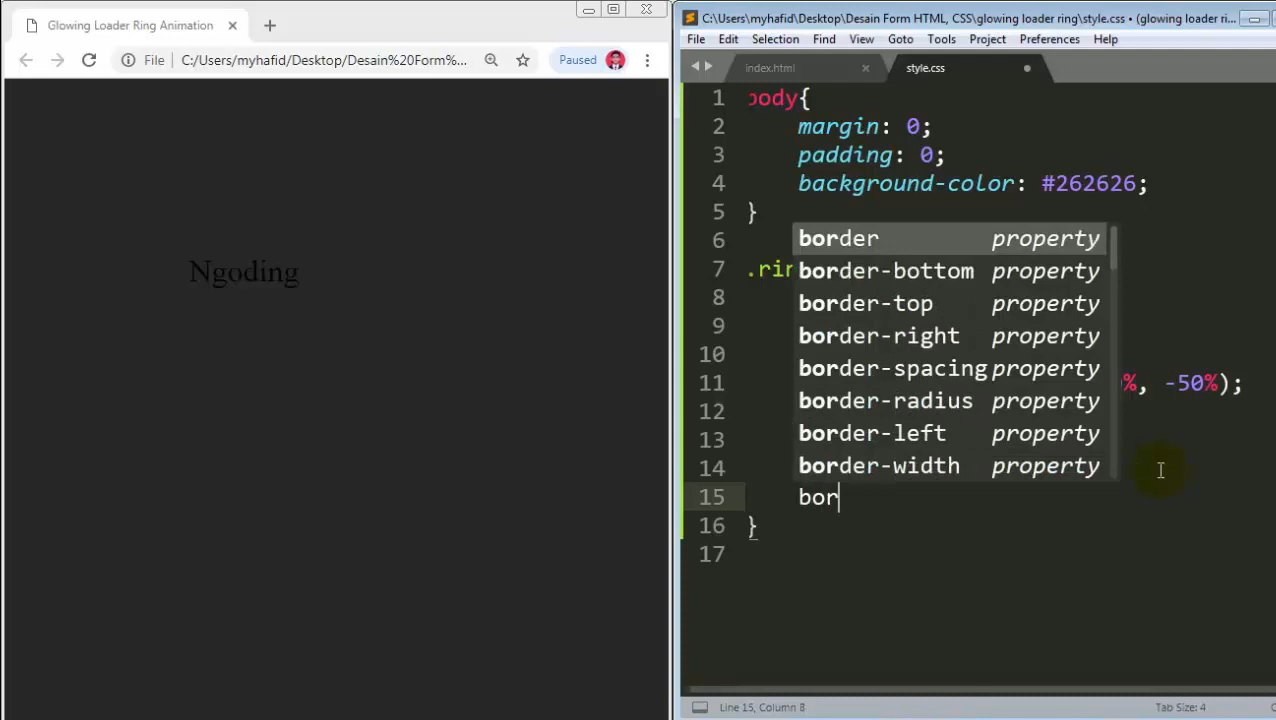 Glowing Loader Ring Animation
File
C:/Users/myhafid/Desktop/Desain%20Form%...
Paused
Ngoding
C:\Users\myhafid\Desktop\Desain Form HTML, CSS\glowing loader ring\style.css • (glowing loader ri...
File Edit Selection Find View Goto Tools Project Preferences Help
index.html
style.css
1 body{
2 margin: 0;
3 padding: 0;
4 background-color: #262626;
5 }
6
7 .rin
8
9
10
11 %, -50%);
12
13
14
15 bor
16 }
17
border property
border-bottom property
border-top property
border-right property
border-spacing property
border-radius property
border-left property
border-width property
Line 15, Column 8
Tab Size: 4